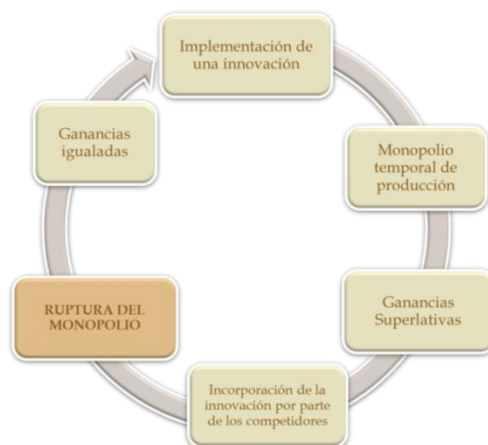 Implementación de
una innovación
Monopolio
temporal de
producción
Ganancias
Superlativas
Incorporación de la
innovación por parte
de los competidores
RUPTURA DEL
MONOPOLIO
Ganancias
igualadas